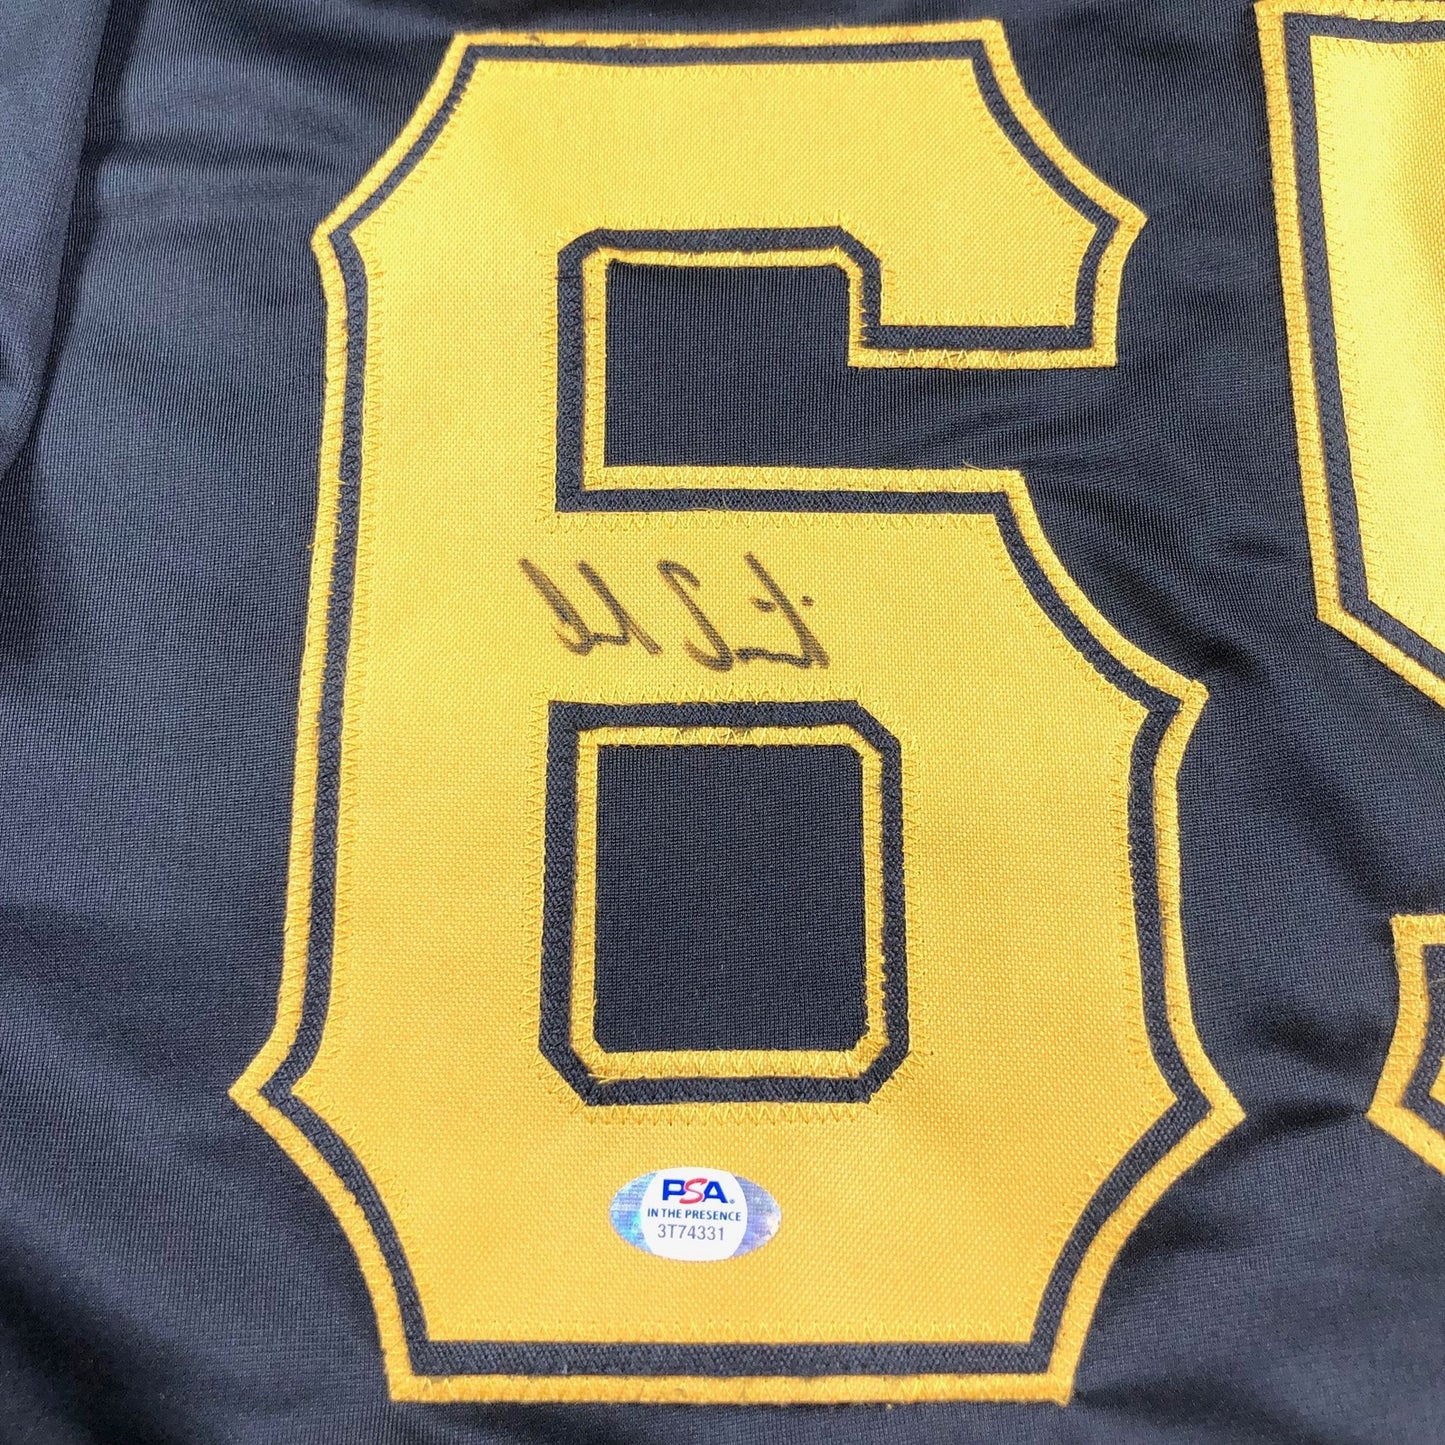 6
PSA
IN THE PRESENCE
3T74331